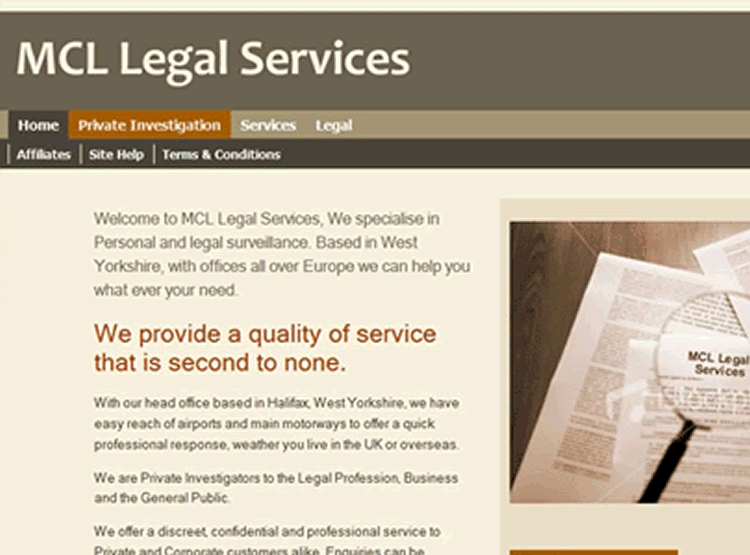 MCL Legal Services
Home Private Investigation Services Legal
Affiliates Site Help Terms & Conditions
Welcome to MCL Legal Services, We specialise in
Personal and legal surveillance. Based in West
Yorkshire, with offices all over Europe we can help you
what ever your need.
We provide a quality of service
that is second to none.
With our head office based in Halifax, West Yorkshire, we have
easy reach of airports and main motorways to offer a quick
professional response, weather you live in the UK or overseas.
We are Private Investigators to the Legal Profession, Business
and the General Public.
We offer a discreet, confidential and professional service to
Private and Corporate customers alike. Enquiries can be
MCL Legal
Services